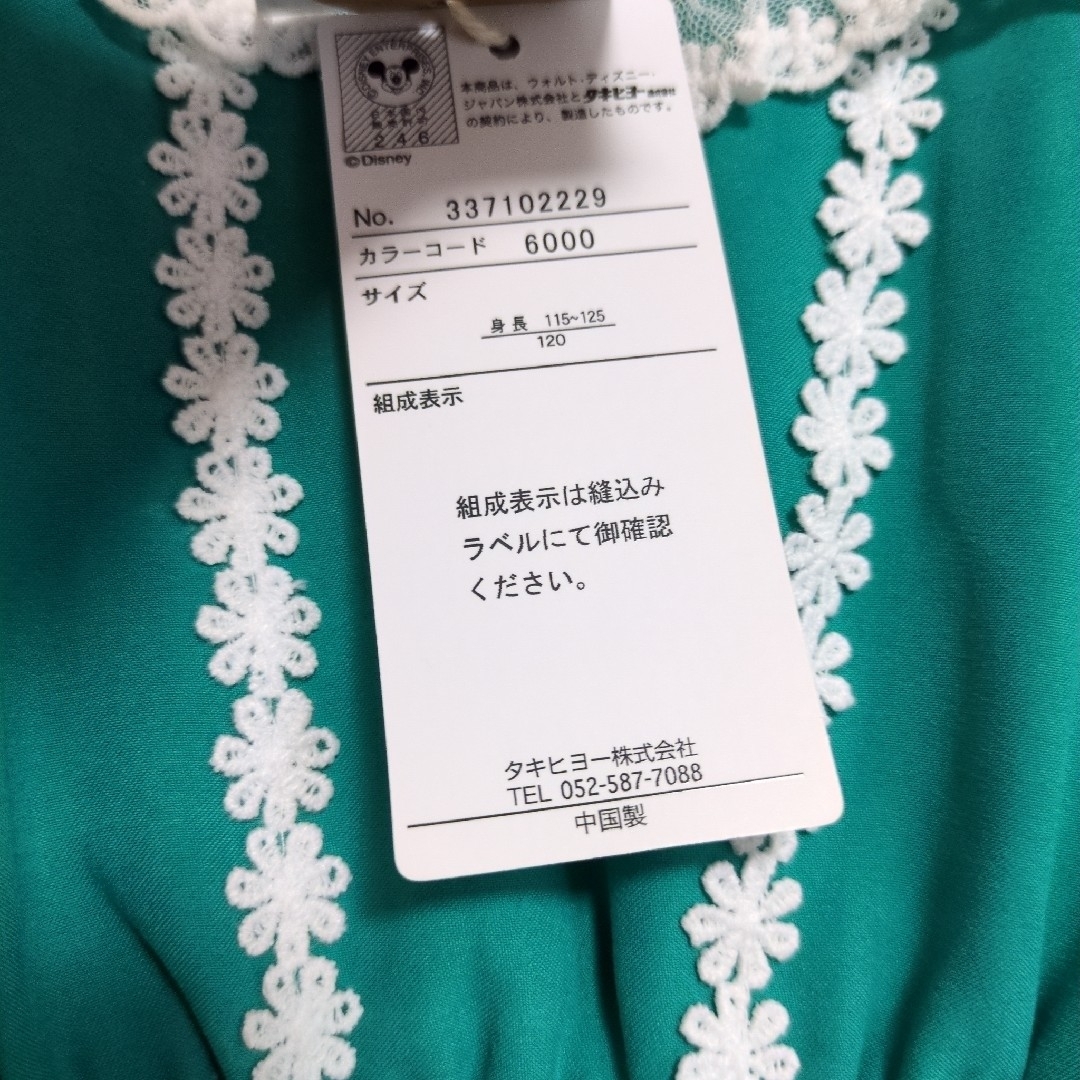 本商品は、ウォルト・ディズニー・
ジャパン株式会社とタキヒヨー
の契約により、製造したものです。
246
©Disney
No. 337102229
カラーコード 6000
サイズ
身長 115~125
120
組成表示
組成表示は縫込み
ラベルにて御確認
ください。
タキヒヨー株式会社
TEL 052-587-7088
中国製